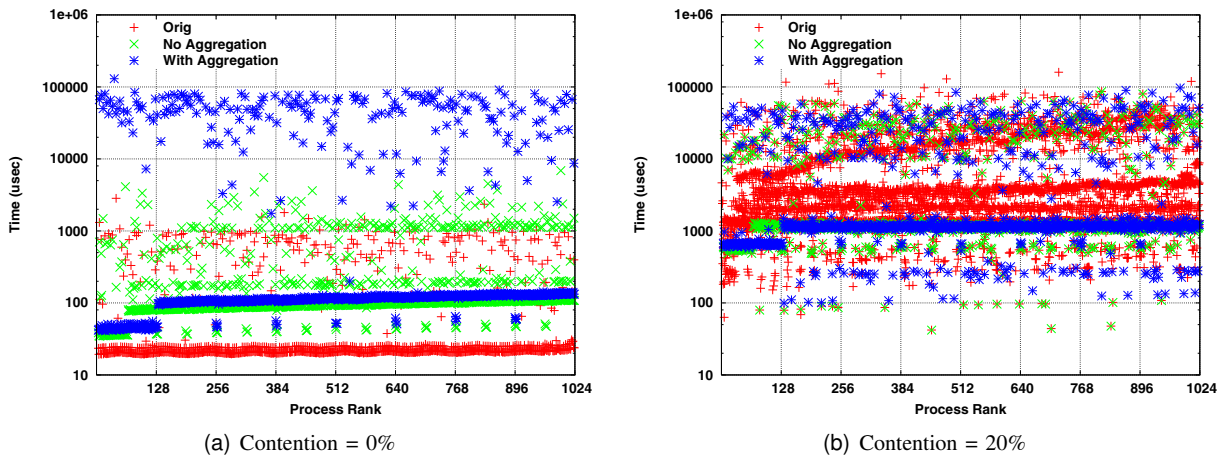 1e+06
100000
10000
1000
100
10
Time (usec)
Orig
No Aggregation
With Aggregation
128 256 384 512 640 768 896 1024
Process Rank
(a) Contention = 0%
1e+06
100000
10000
1000
100
10
Time (usec)
Orig
No Aggregation
With Aggregation
128 256 384 512 640 768 896 1024
Process Rank
(b) Contention = 20%